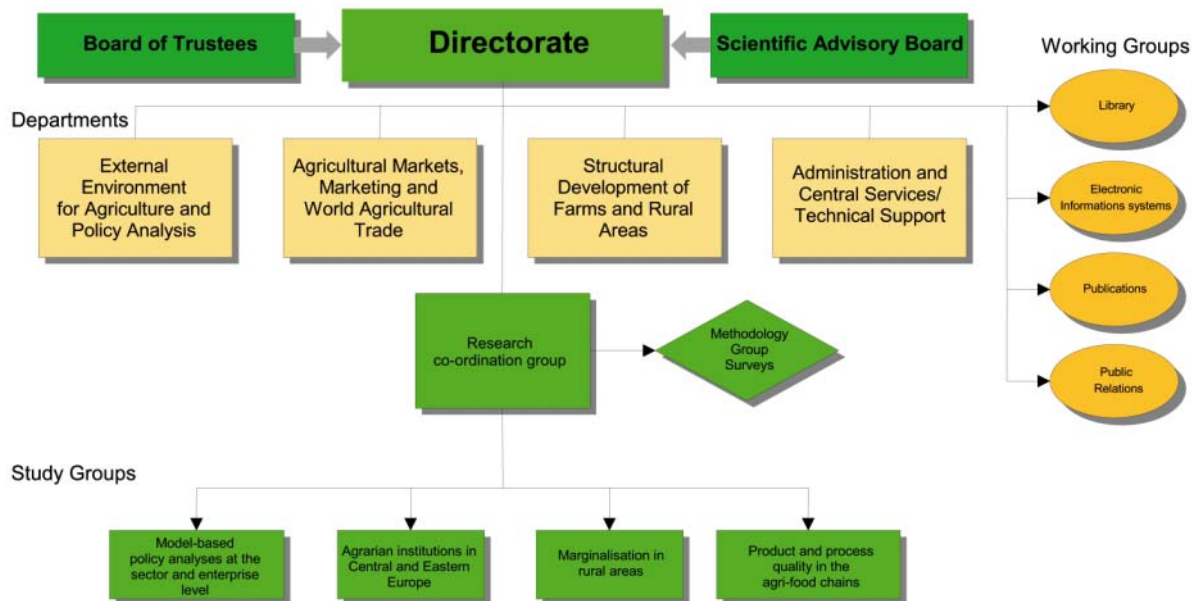 Board of Trustees
Directorate
Scientific Advisory Board
Working Groups
Departments
External
Environment
for Agriculture and
Policy Analysis
Agricultural Markets,
Marketing and
World Agricultural
Trade
Structural
Development of
Farms and Rural
Areas
Administration and
Central Services/
Technical Support
Library
Electronic
Informations systems
Publications
Public
Relations
Research
co-ordination group
Methodology
Group
Surveys
Study Groups
Model-based
policy analyses at the
sector and enterprise
level
Agrarian institutions in
Central and Eastern
Europe
Marginalisation in
rural areas
Product and process
quality in the
agri-food chains